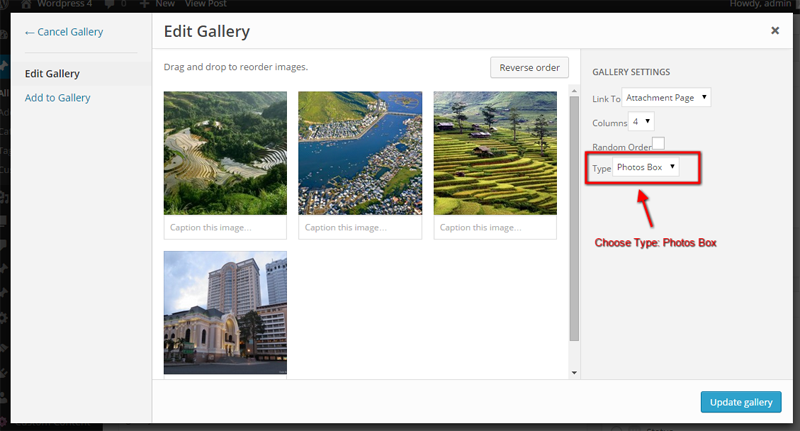 Wordpress 4
0
New
View Post
Howdy, admin
← Cancel Gallery
Edit Gallery
Add to Gallery
Edit Gallery
Drag and drop to reorder images.
Reverse order
Caption this image...
Caption this image...
Caption this image...
GALLERY SETTINGS
Link To Attachment Page
Columns 4
Random Order
Type Photos Box
Choose Type: Photos Box
Update gallery